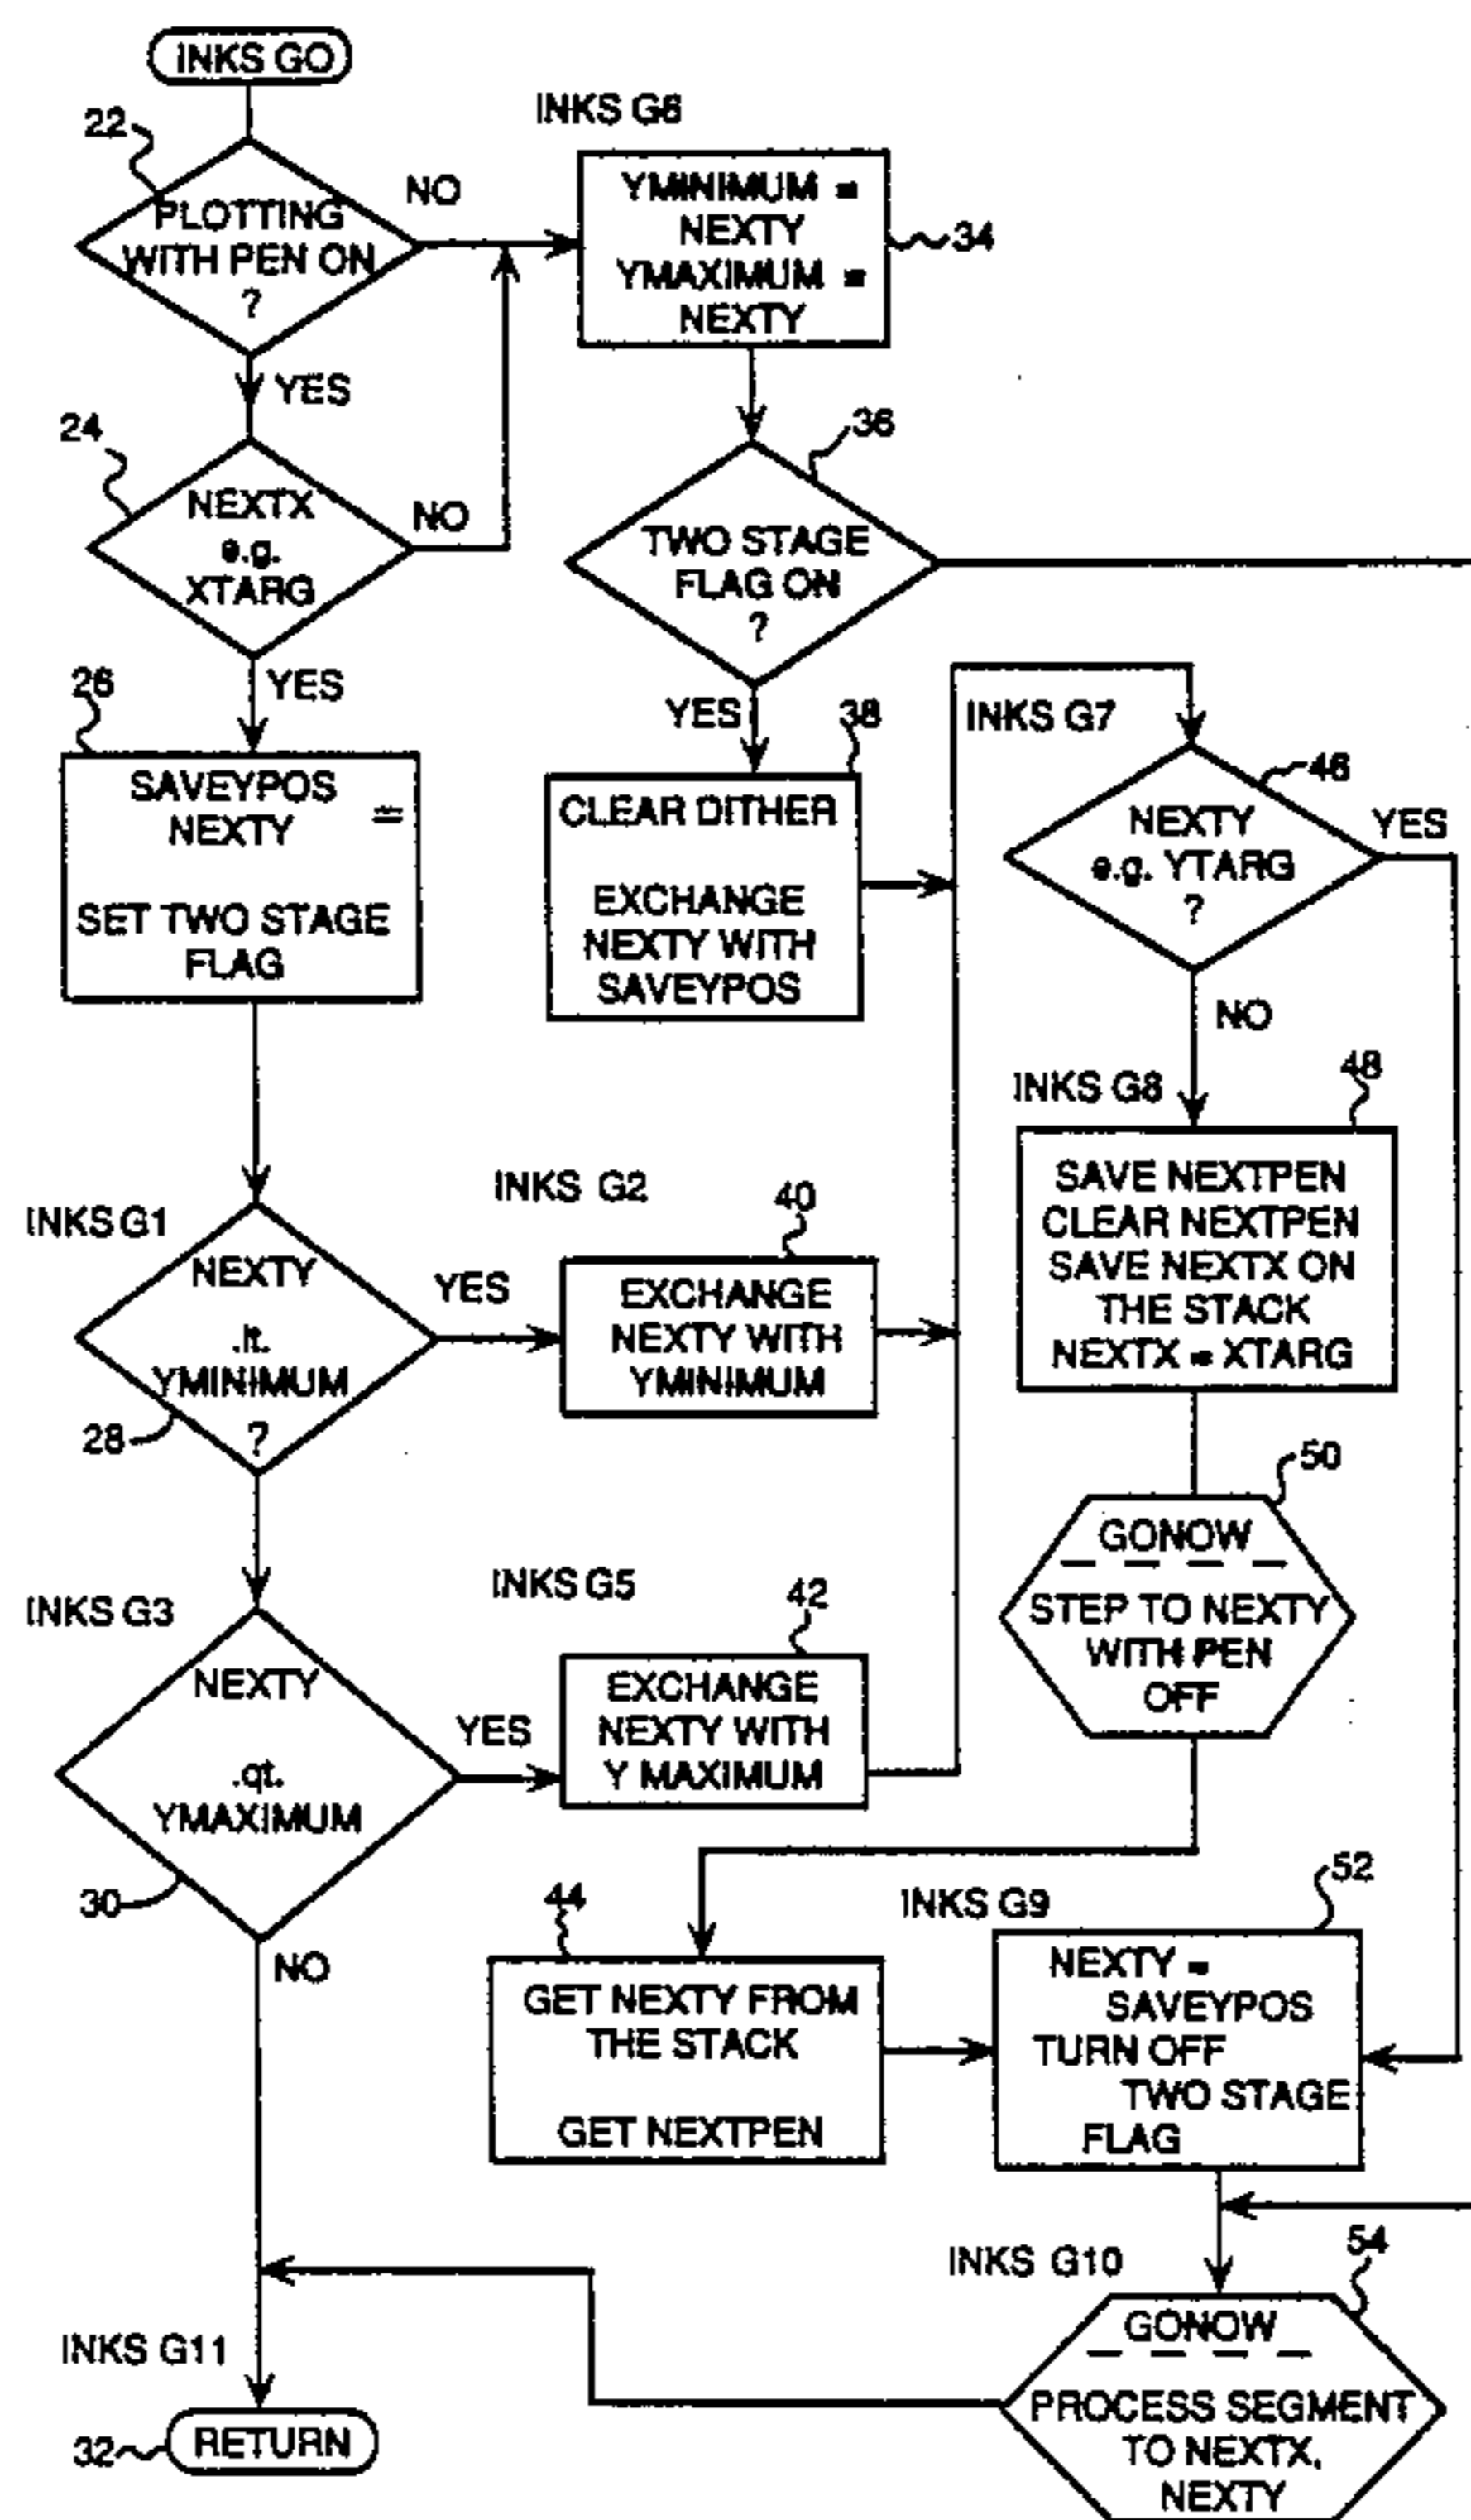 INKS GO
22
PLOTTING
WITH PEN ON
?
NO
YES
INKS G6
YMINIMUM =
NEXTY
YMAXIMUM =
NEXTY
34
24
NEXTX
e.g.
XTARG
NO
YES
36
TWO STAGE
FLAG ON
?
YES
26
SAVEYPOS
NEXTY =
SET TWO STAGE
FLAG
38
CLEAR DITHER
EXCHANGE
NEXTY WITH
SAVEYPOS
INKS G7
46
NEXTY
e.g. YTARG
?
YES
NO
INKS G8
48
SAVE NEXTPEN
CLEAR NEXTPEN
SAVE NEXTX ON
THE STACK
NEXTX = XTARG
INKS G1
NEXTY
.lt.
YMINIMUM
?
28
YES
INKS G2
40
EXCHANGE
NEXTY WITH
YMINIMUM
50
GONOW
STEP TO NEXTY
WITH PEN
OFF
INKS G3
NEXTY
.qt.
YMAXIMUM
30
YES
NO
INKS G5
42
EXCHANGE
NEXTY WITH
Y MAXIMUM
44
GET NEXTY FROM
THE STACK
GET NEXTPEN
INKS G9
52
NEXTY =
SAVEYPOS
TURN OFF
TWO STAGE
FLAG
INKS G10
54
GONOW
PROCESS SEGMENT
TO NEXTX,
NEXTY
INKS G11
32
RETURN